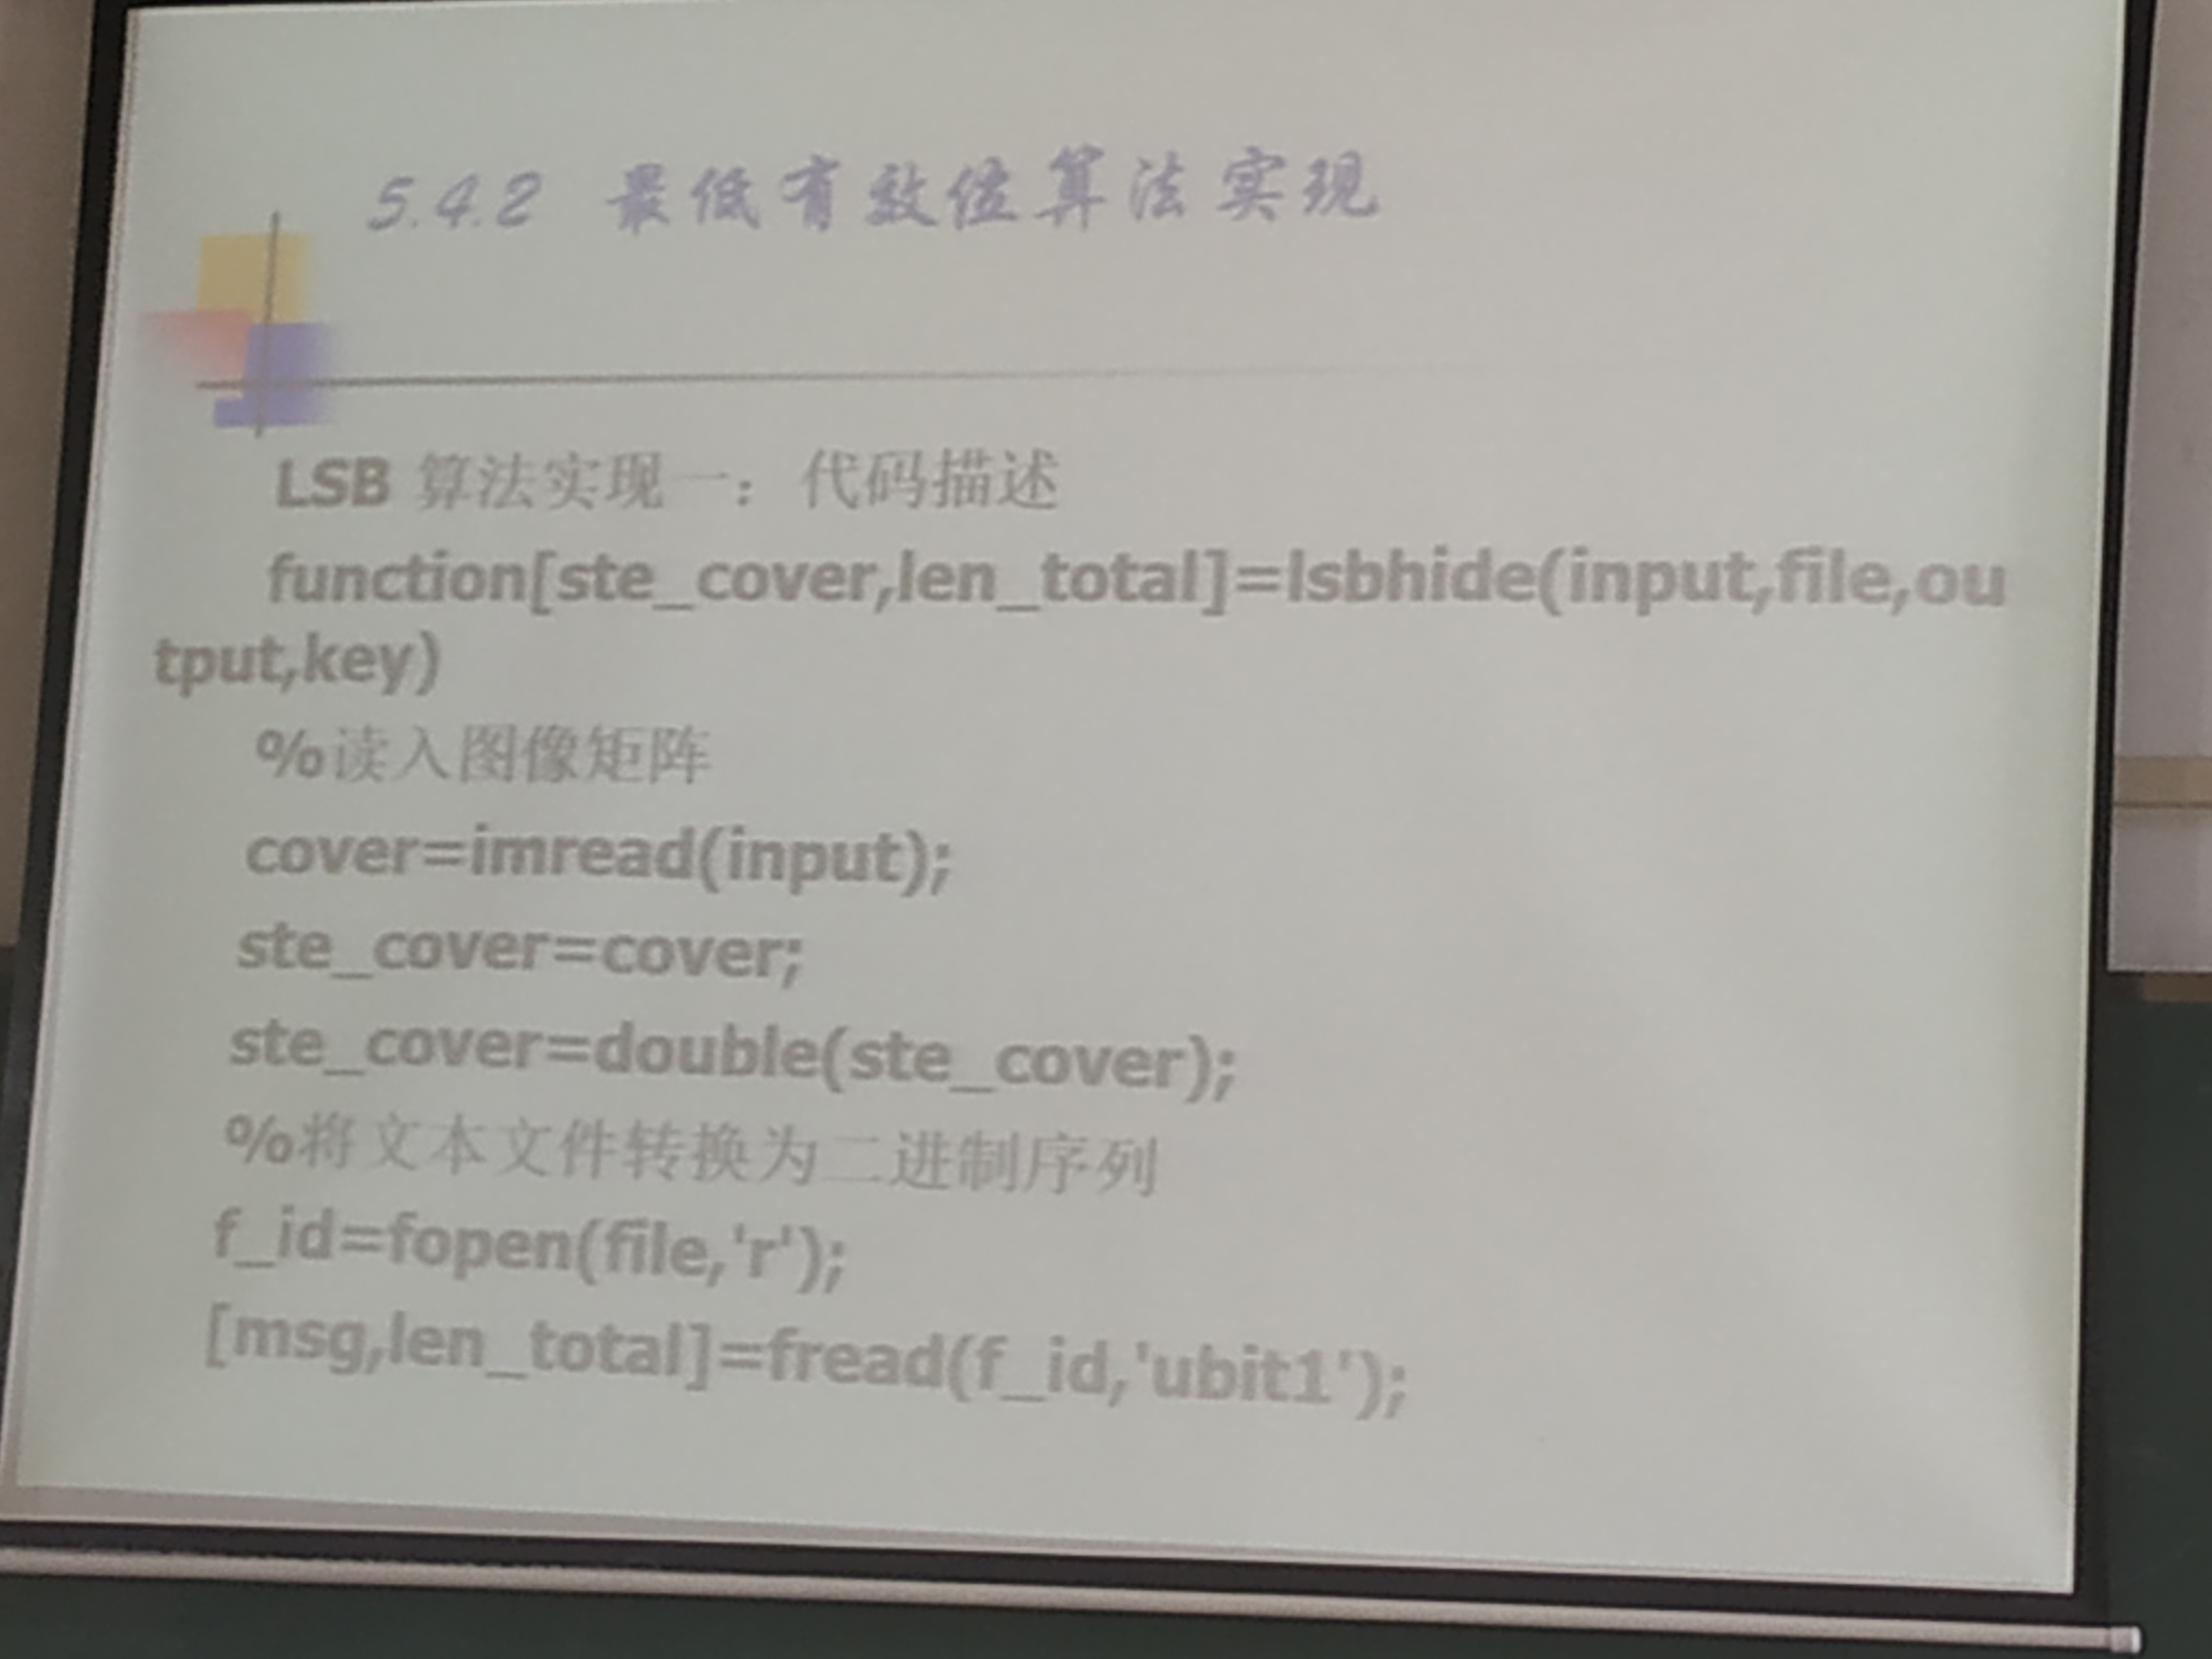 5.4.2 最低有效位算法实现
LSB 算法实现一：代码描述
function[ste_cover,len_total]=lsbhide(input,file,ou
tput,key)
%读入图像矩阵
cover=imread(input);
ste_cover=cover;
ste_cover=double(ste_cover);
%将文本文件转换为二进制序列
f_id=fopen(file,'r');
[msg,len_total]=fread(f_id,'ubit1');